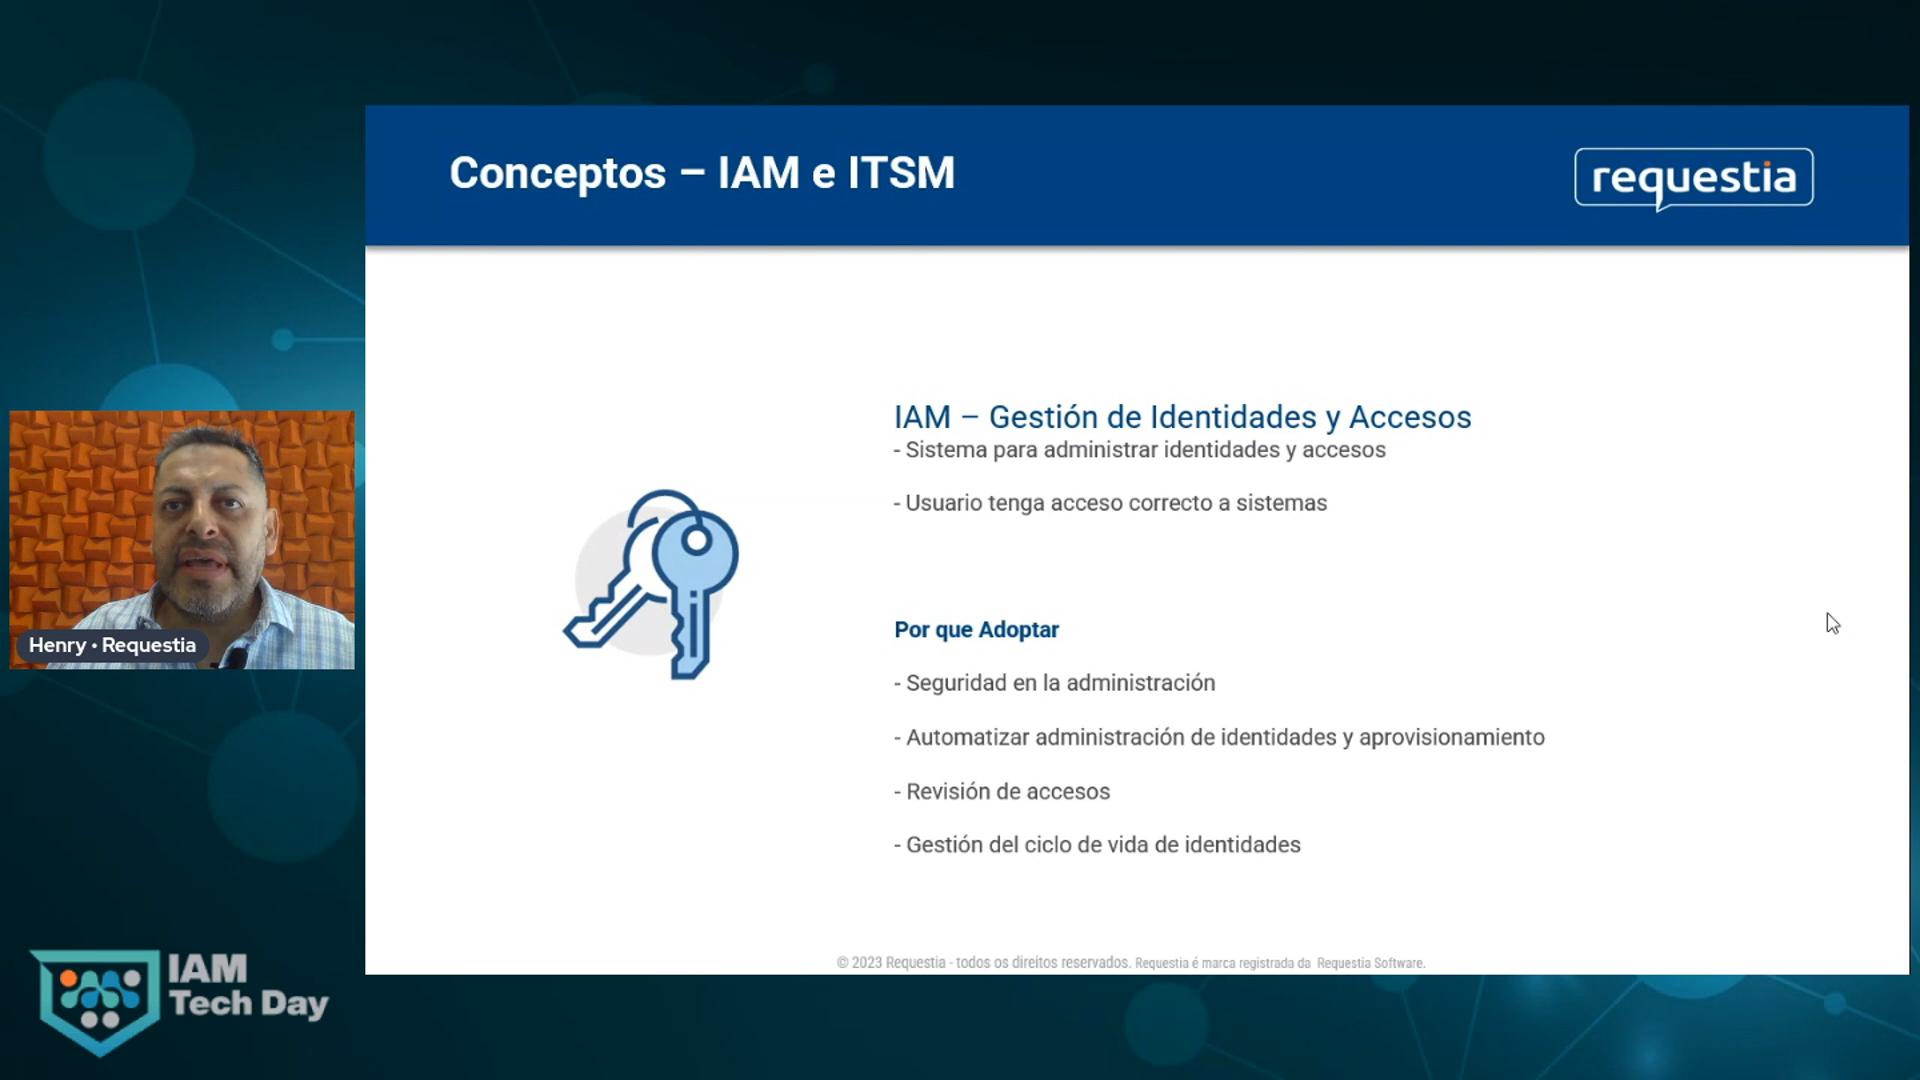 Conceptos – IAM e ITSM
requestia
IAM – Gestión de Identidades y Accesos
- Sistema para administrar identidades y accesos
- Usuario tenga acceso correcto a sistemas
Por que Adoptar
- Seguridad en la administración
- Automatizar administración de identidades y aprovisionamiento
- Revisión de accesos
- Gestión del ciclo de vida de identidades
© 2023 Requestia - todos os direitos reservados. Requestia é marca registrada da Requestia Software.
Henry • Requestia
IAM
Tech Day